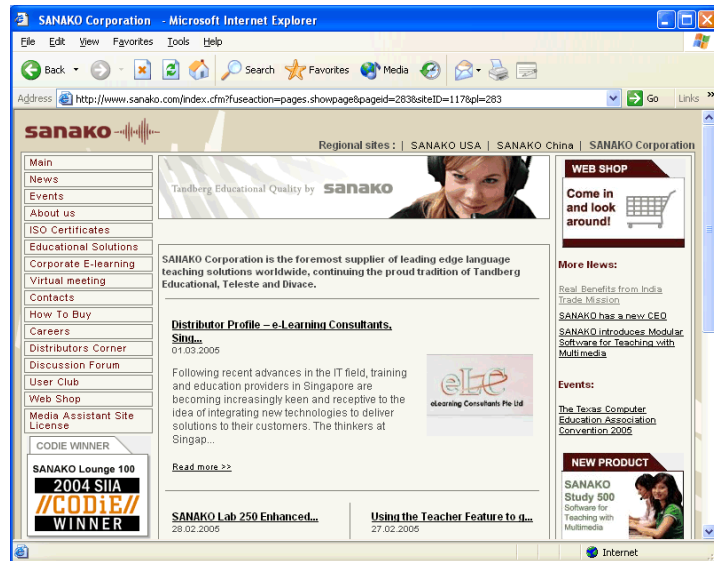 SANAKO Corporation - Microsoft Internet Explorer
File Edit View Favorites Tools Help
Back Search Favorites Media
Address http://www.sanako.com/index.cfm?fuseaction=pages.showpage&pageid=283&siteID=117&pl=283 Go Links »
sanako
Regional sites : | SANAKO USA | SANAKO China | SANAKO Corporation
Main
News
Events
About us
ISO Certificates
Educational Solutions
Corporate E-learning
Virtual meeting
Contacts
How To Buy
Careers
Distributors Corner
Discussion Forum
User Club
Web Shop
Media Assistant Site
License
CODIE WINNER
SANAKO Lounge 100
2004 SIIA
//CODiE//
WINNER
Tandberg Educational Quality by sanako
SANAKO Corporation is the foremost supplier of leading edge language
teaching solutions worldwide, continuing the proud tradition of Tandberg
Educational, Teleste and Divace.
Distributor Profile – e-Learning Consultants,
Sing...
01.03.2005
Following recent advances in the IT field, training
and education providers in Singapore are
becoming increasingly keen and receptive to the
idea of integrating new technologies to deliver
solutions to their customers. The thinkers at
Singap...
eLC
eLearning Consultants Pte Ltd
Read more >>
SANAKO Lab 250 Enhanced...
28.02.2005
Using the Teacher Feature to g...
27.02.2005
WEB SHOP
Come in
and look
around!
More News:
Real Benefits from India
Trade Mission
SANAKO has a new CEO
SANAKO introduces Modular
Software for Teaching with
Multimedia
Events:
The Texas Computer
Education Association
Convention 2005
NEW PRODUCT
SANAKO
Study 500
Software for
Teaching with
Multimedia
Internet